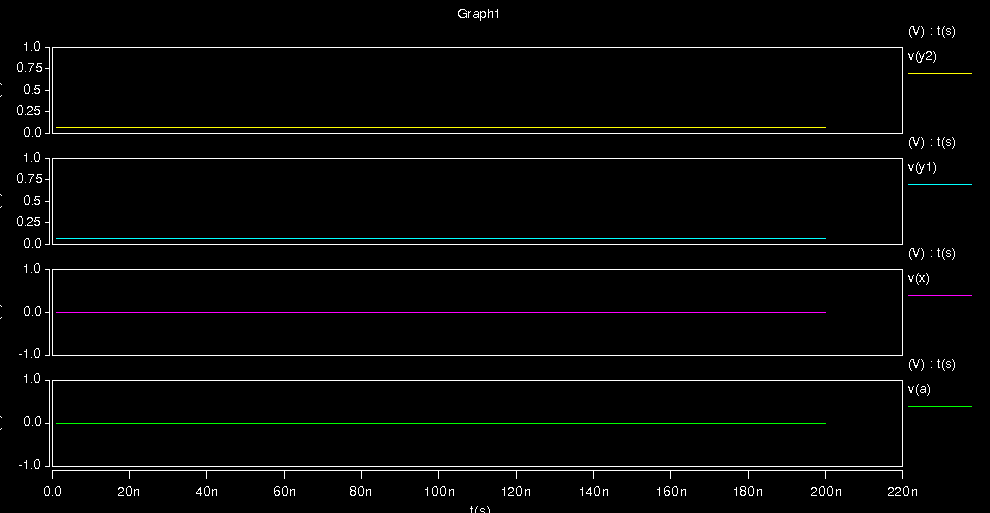 Graph1
(V) : t(s)
v(y2)
1.0
0.75
0.5
0.25
0.0
(V) : t(s)
v(y1)
1.0
0.75
0.5
0.25
0.0
(V) : t(s)
v(x)
1.0
0.0
-1.0
(V) : t(s)
v(a)
1.0
0.0
-1.0
0.0 20n 40n 60n 80n 100n 120n 140n 160n 180n 200n 220n
t(s)